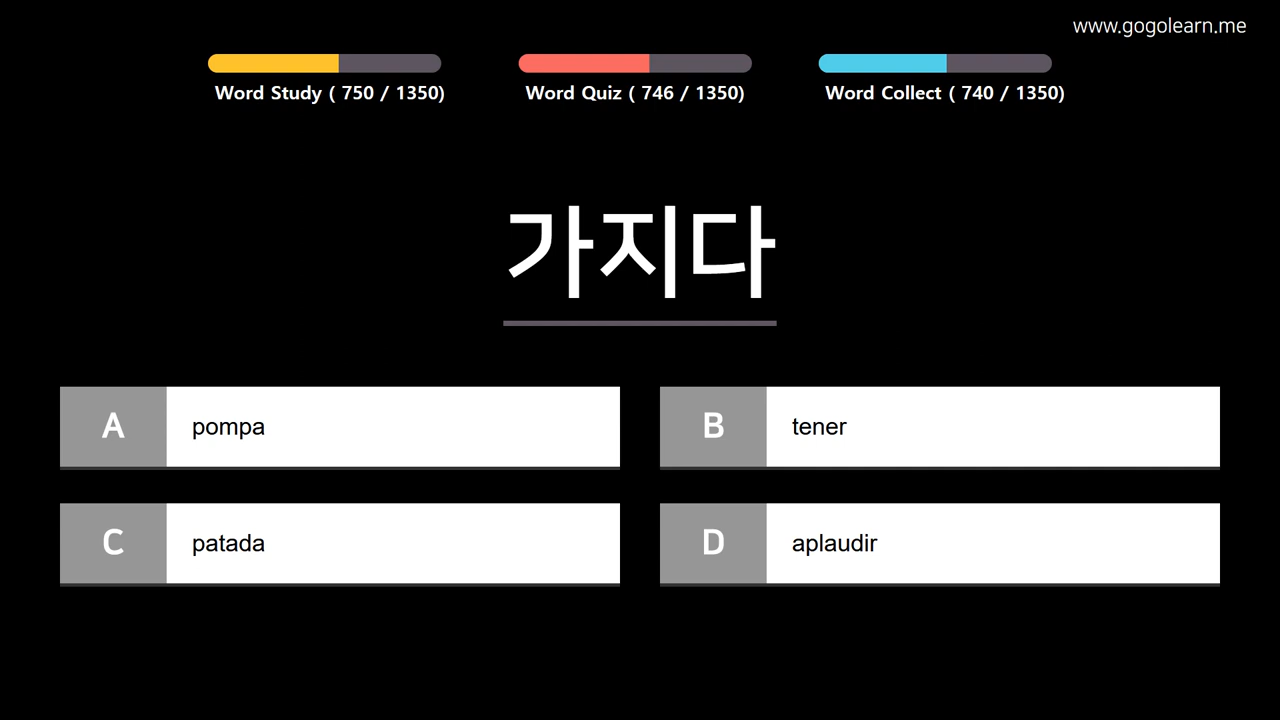 www.gogolearn.me
Word Study ( 750 / 1350)
Word Quiz ( 746 / 1350)
Word Collect ( 740 / 1350)
가지다
A pompa
B tener
C patada
D aplaudir